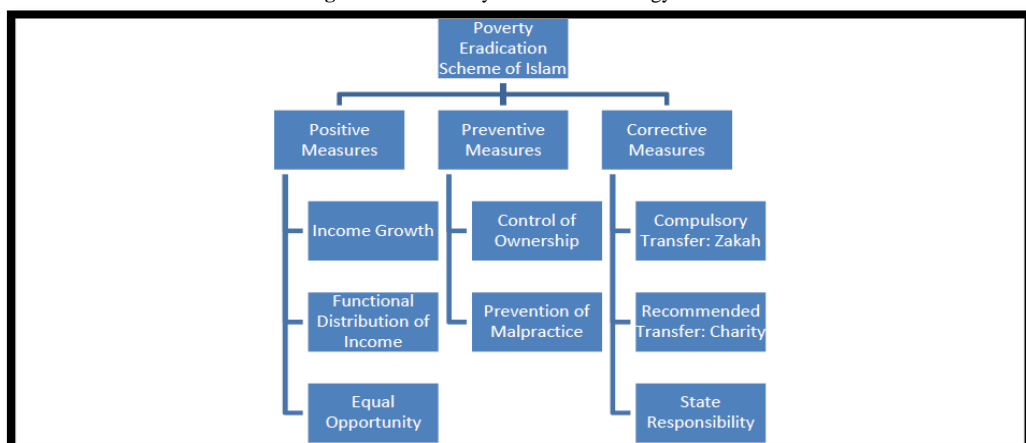 Poverty
Eradication
Scheme of Islam
Positive
Measures
Preventive
Measures
Corrective
Measures
Income Growth
Control of
Ownership
Compulsory
Transfer: Zakah
Functional
Distribution of
Income
Prevention of
Malpractice
Recommended
Transfer: Charity
Equal
Opportunity
State
Responsibility